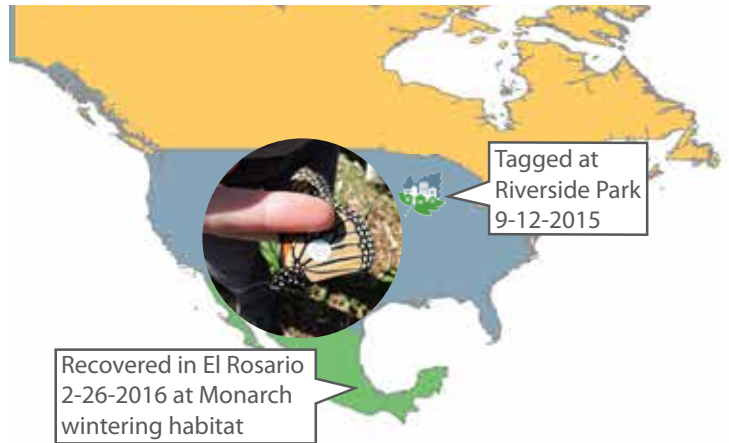 Tagged at
Riverside Park
9-12-2015
Recovered in El Rosario
2-26-2016 at Monarch
wintering habitat